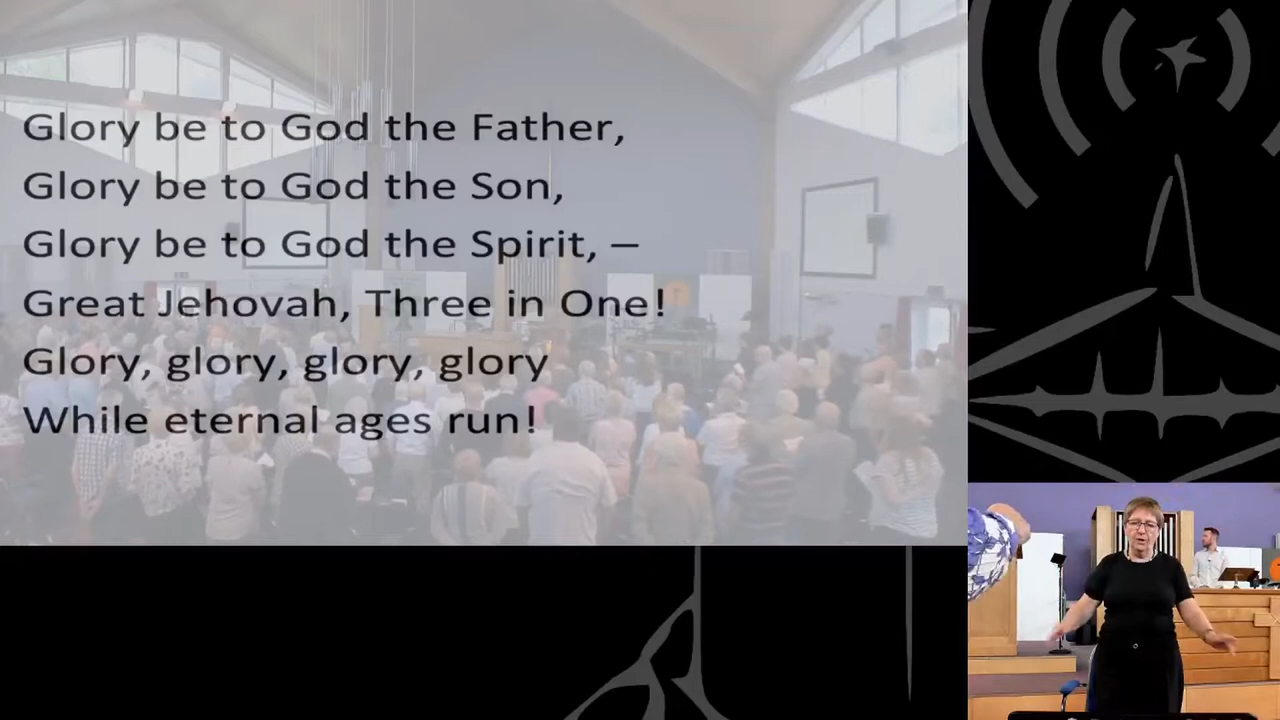 Glory be to God the Father,
Glory be to God the Son,
Glory be to God the Spirit, –
Great Jehovah, Three in One!
Glory, glory, glory, glory
While eternal ages run!